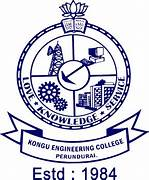 LOVE • KNOWLEDGE • SERVICE
KONGU ENGINEERING COLLEGE
PERUNDURAI.
Estd : 1984